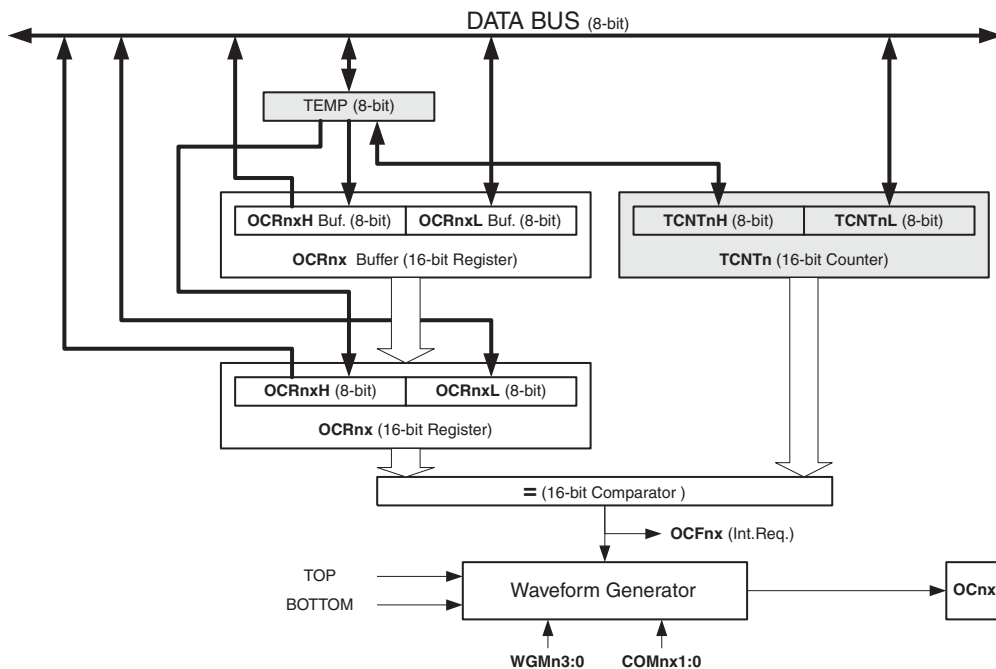 DATA BUS (8-bit)
TEMP (8-bit)
OCRnxH Buf. (8-bit)
OCRnxL Buf. (8-bit)
OCRnx Buffer (16-bit Register)
TCNTnH (8-bit)
TCNTnL (8-bit)
TCNTn (16-bit Counter)
OCRnxH (8-bit)
OCRnxL (8-bit)
OCRnx (16-bit Register)
= (16-bit Comparator )
OCFnx (Int.Req.)
TOP
BOTTOM
Waveform Generator
OCnx
WGMn3:0
COMnx1:0